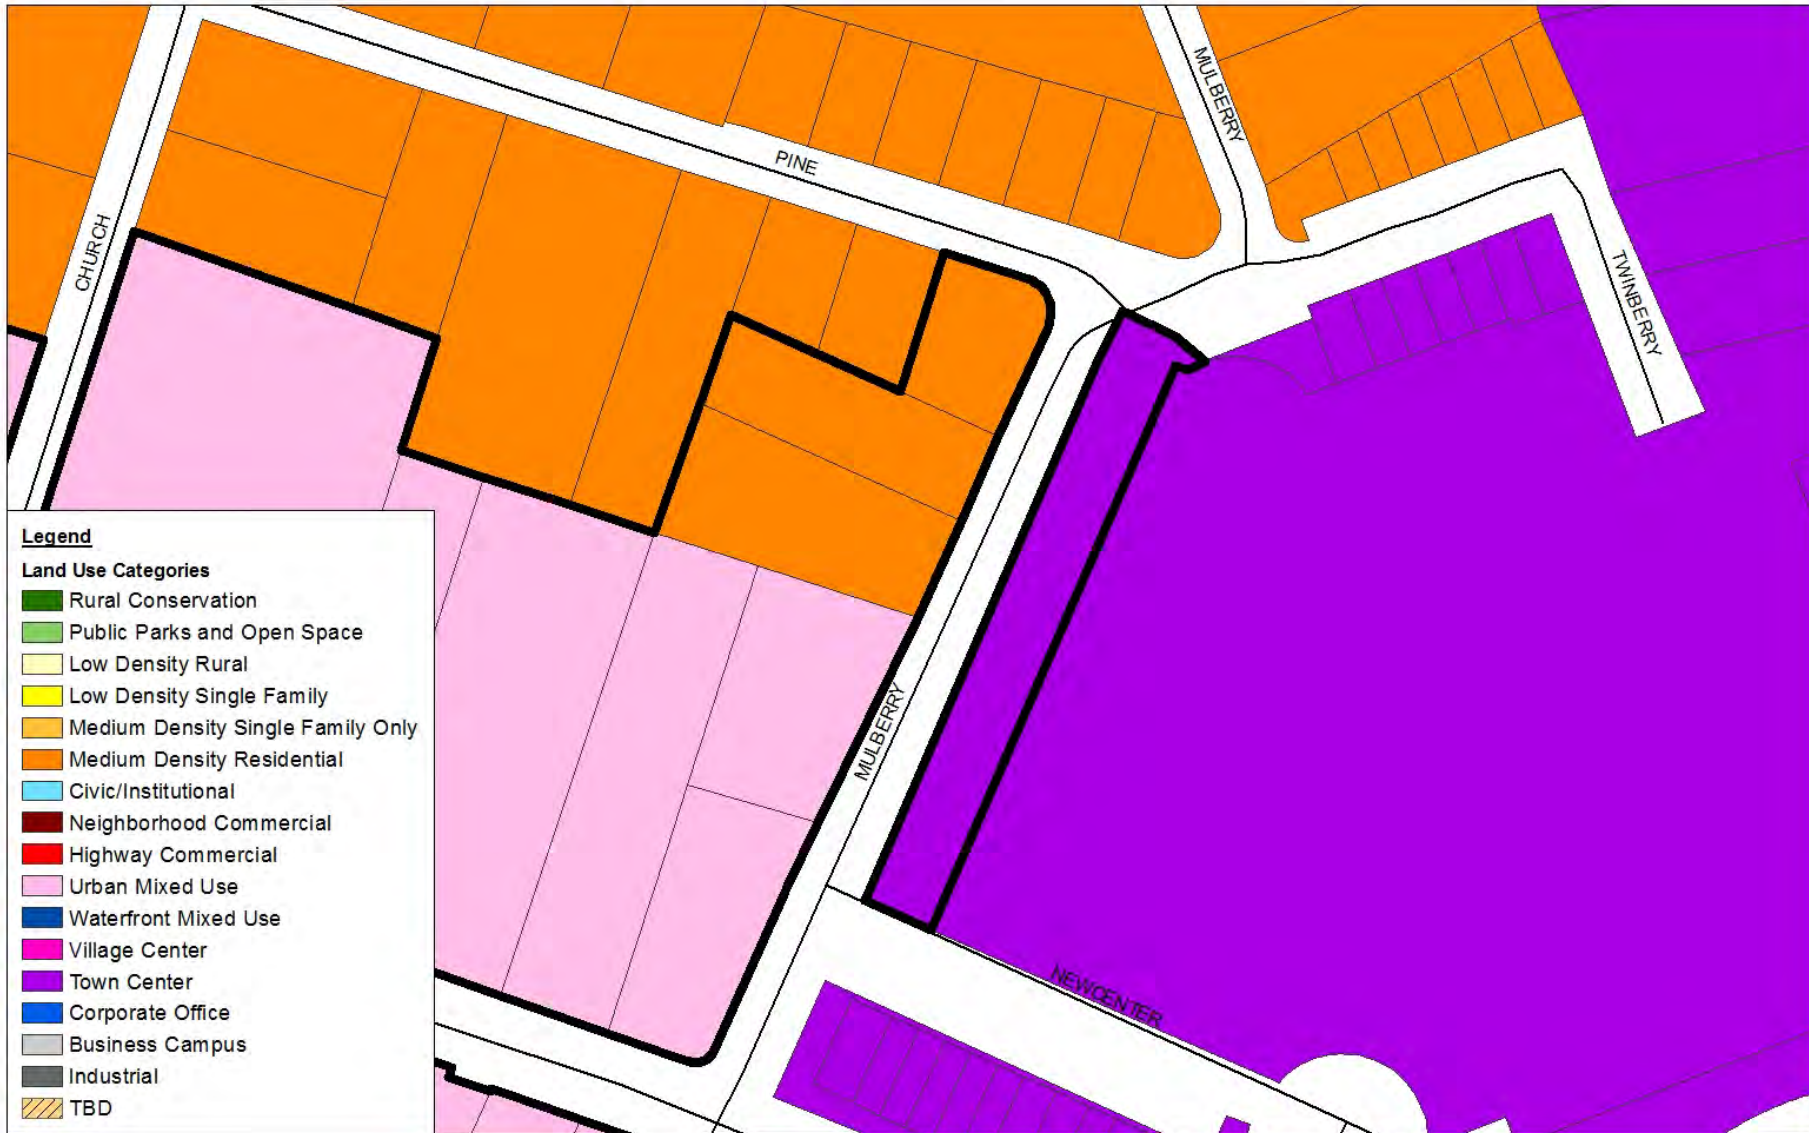 MULBERRY
PINE
CHURCH
TWINBERRY
MULBERRY
NEWCENTER
Legend
Land Use Categories
Rural Conservation
Public Parks and Open Space
Low Density Rural
Low Density Single Family
Medium Density Single Family Only
Medium Density Residential
Civic/Institutional
Neighborhood Commercial
Highway Commercial
Urban Mixed Use
Waterfront Mixed Use
Village Center
Town Center
Corporate Office
Business Campus
Industrial
TBD